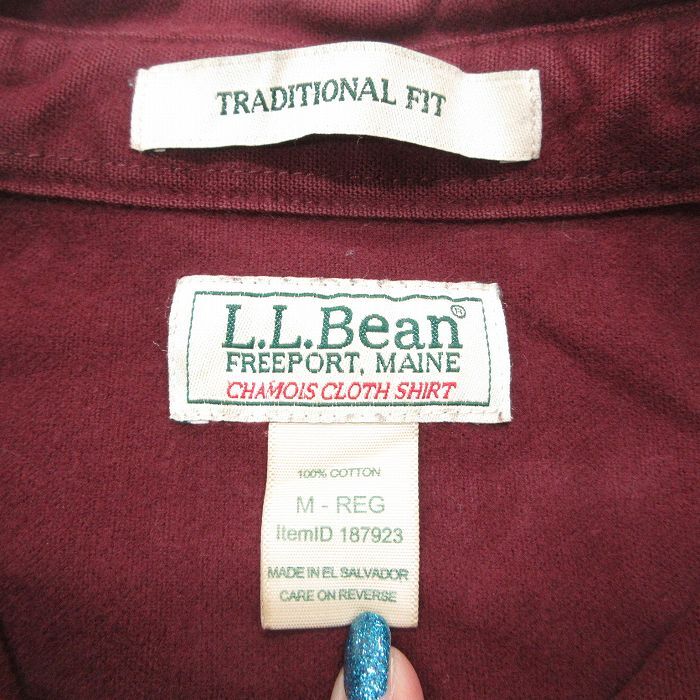 TRADITIONAL FIT
L.L.Bean®
FREEPORT, MAINE
CHAMOIS CLOTH SHIRT
100% COTTON
M - REG
ItemID 187923
MADE IN EL SALVADOR
CARE ON REVERSE